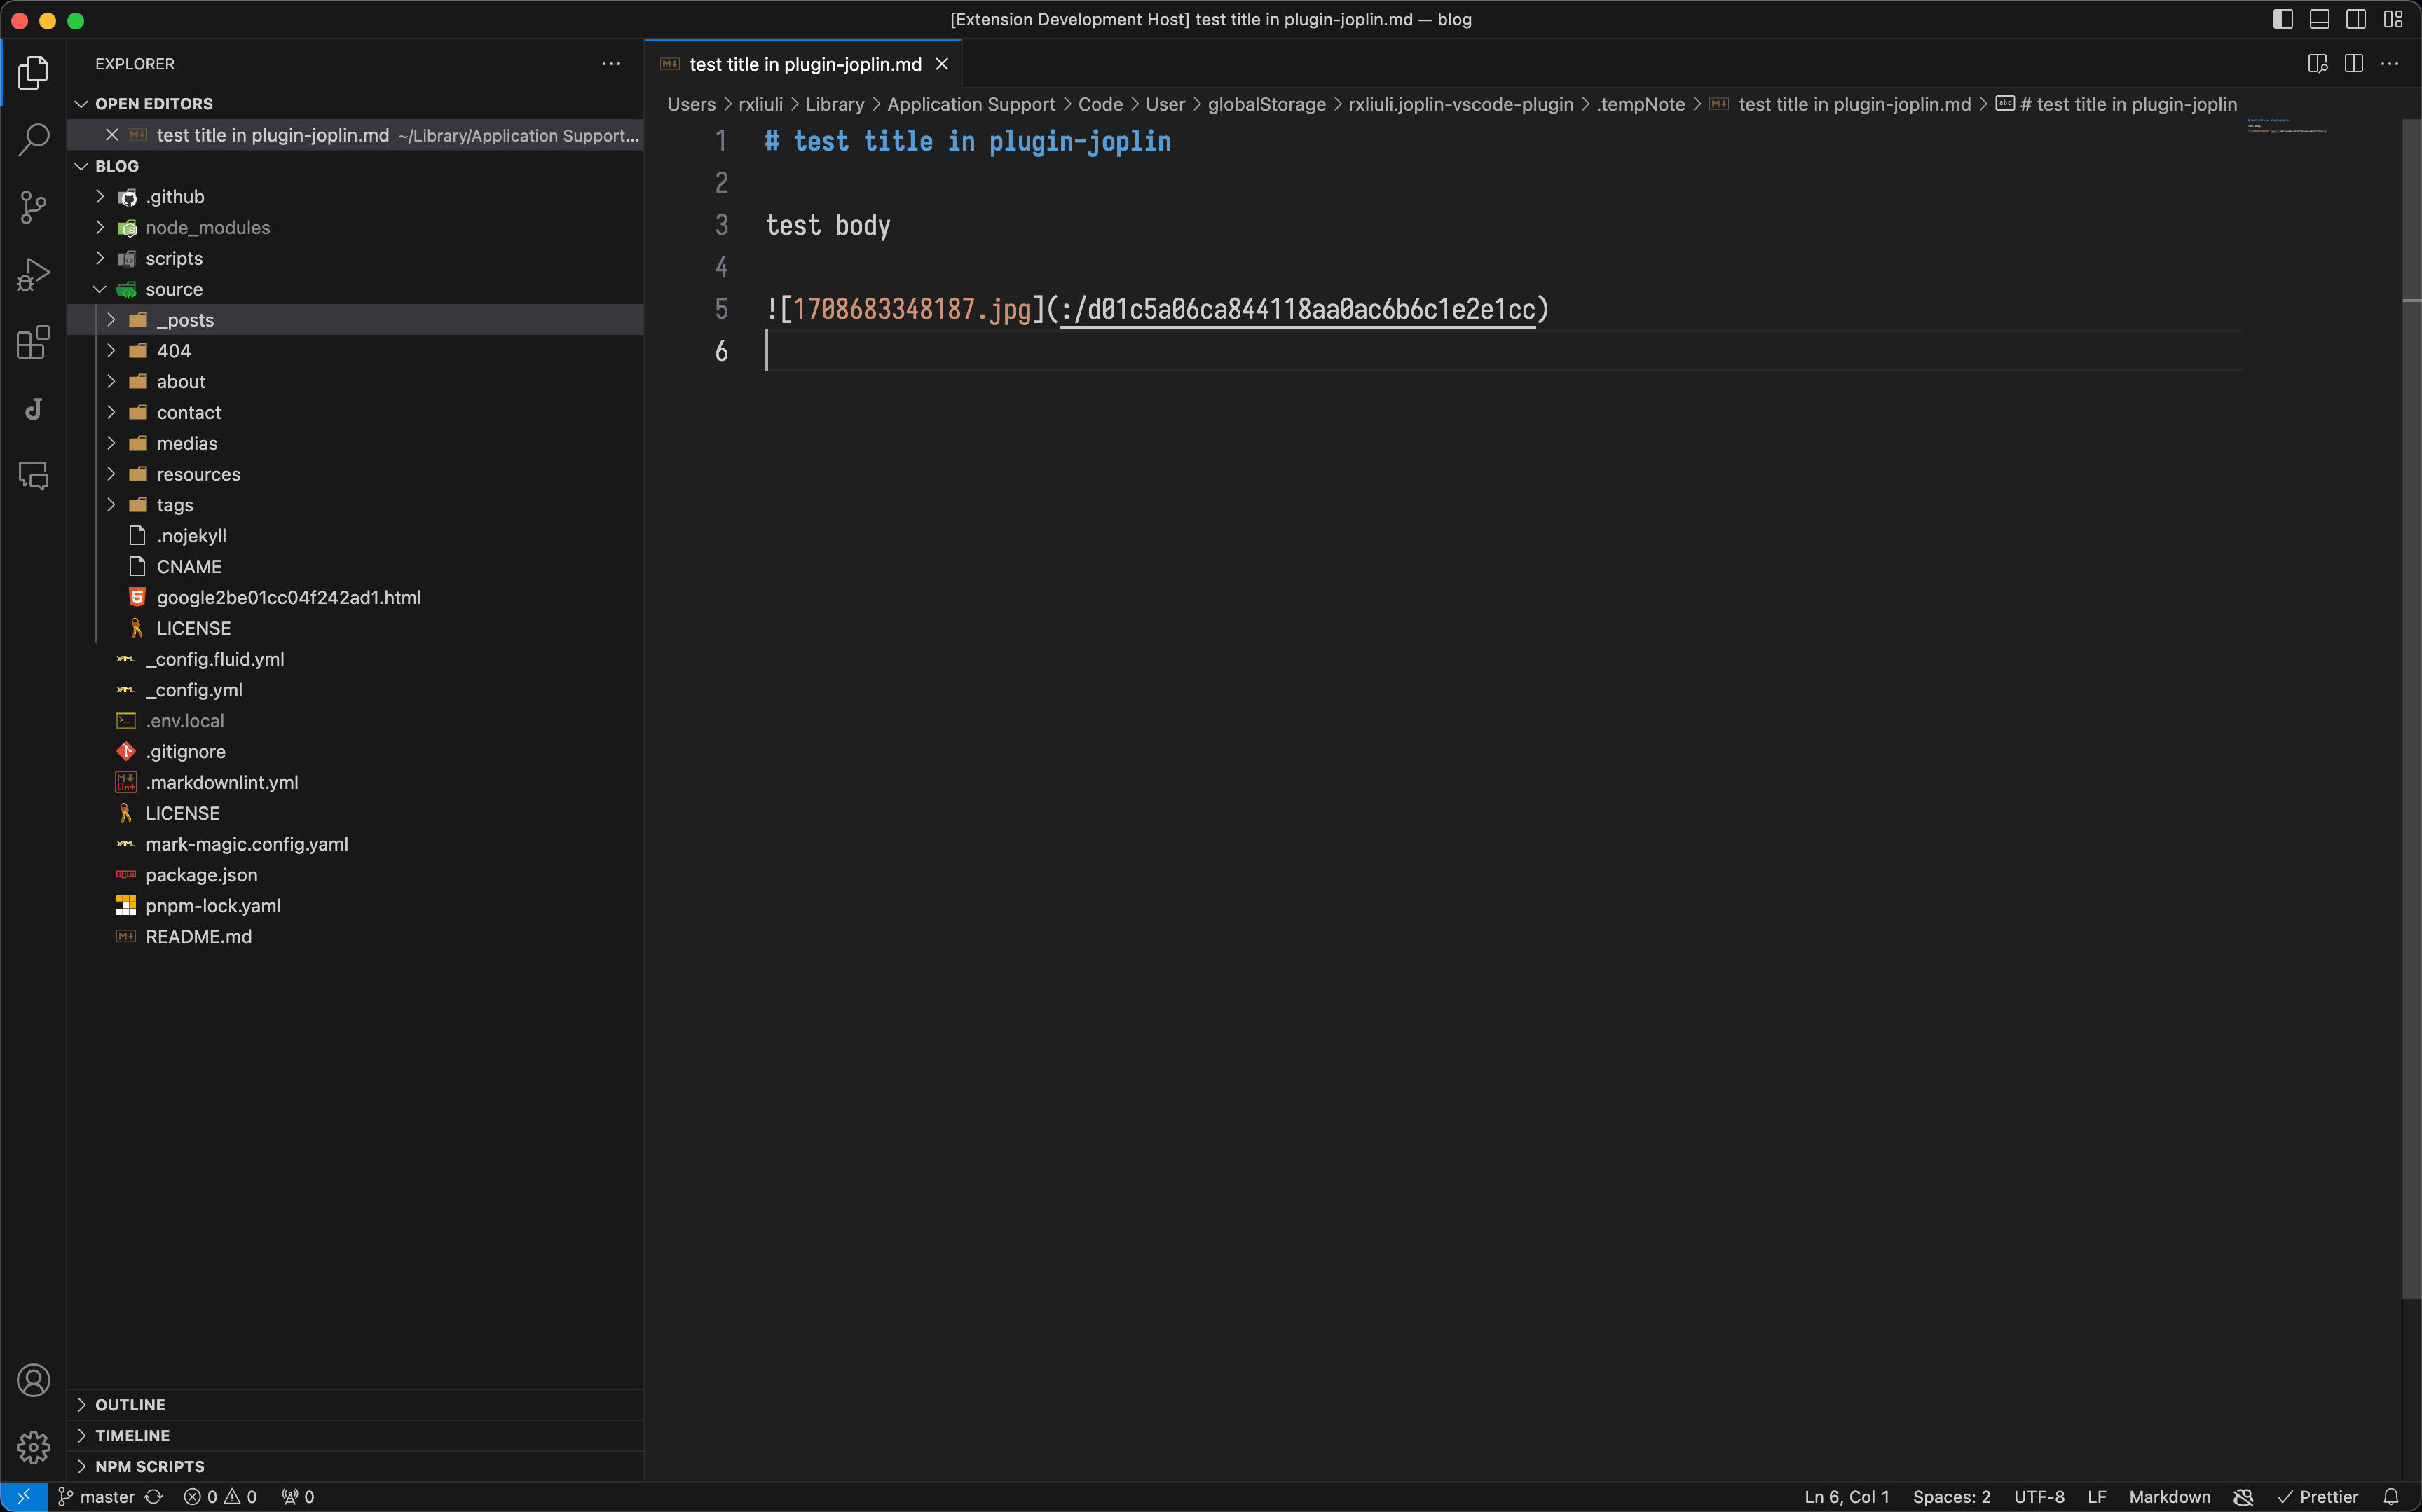 [Extension Development Host] test title in plugin-joplin.md — blog
EXPLORER
OPEN EDITORS
test title in plugin-joplin.md ~/Library/Application Support...
BLOG
.github
node_modules
scripts
source
_posts
404
about
contact
medias
resources
tags
.nojekyll
CNAME
google2be01cc04f242ad1.html
LICENSE
_config.fluid.yml
_config.yml
.env.local
.gitignore
.markdownlint.yml
LICENSE
mark-magic.config.yaml
package.json
pnpm-lock.yaml
README.md
OUTLINE
TIMELINE
NPM SCRIPTS
test title in plugin-joplin.md
Users > rxliuli > Library > Application Support > Code > User > globalStorage > rxliuli.joplin-vscode-plugin > .tempNote > test title in plugin-joplin.md > # test title in plugin-joplin
1 # test title in plugin-joplin
2
3 test body
4
5 ![1708683348187.jpg](:/d01c5a06ca844118aa0ac6b6c1e2e1cc)
6
master 0 0 0 Ln 6, Col 1 Spaces: 2 UTF-8 LF Markdown Prettier